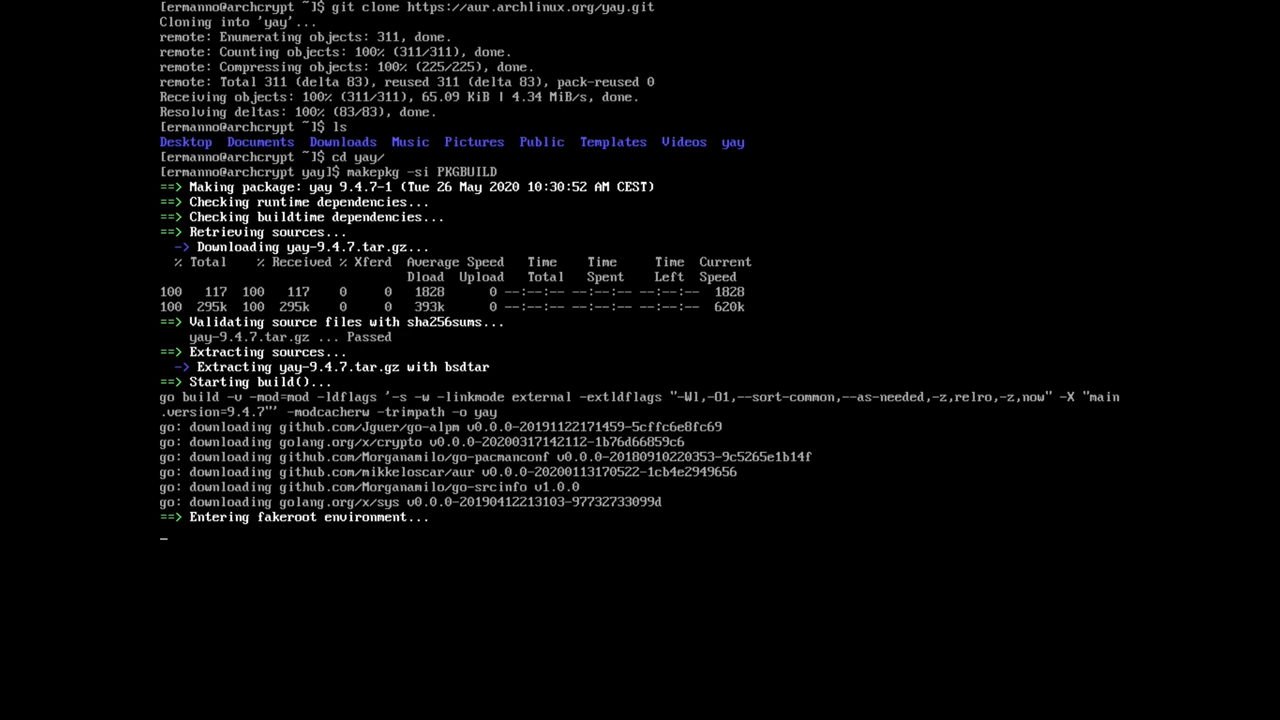 [ermanno@archcrypt ~]$ git clone https://aur.archlinux.org/yay.git
Cloning into 'yay'...
remote: Enumerating objects: 311, done.
remote: Counting objects: 100% (311/311), done.
remote: Compressing objects: 100% (225/225), done.
remote: Total 311 (delta 83), reused 311 (delta 83), pack-reused 0
Receiving objects: 100% (311/311), 65.09 KiB | 4.34 MiB/s, done.
Resolving deltas: 100% (83/83), done.
[ermanno@archcrypt ~]$ ls
Desktop  Documents  Downloads  Music  Pictures  Public  Templates  Videos  yay
[ermanno@archcrypt ~]$ cd yay/
[ermanno@archcrypt yay]$ makepkg -si PKGBUILD
==> Making package: yay 9.4.7-1 (Tue 26 May 2020 10:30:52 AM CEST)
==> Checking runtime dependencies...
==> Checking buildtime dependencies...
==> Retrieving sources...
  -> Downloading yay-9.4.7.tar.gz...
  % Total    % Received % Xferd  Average Speed   Time    Time     Time  Current
                                 Dload  Upload   Total   Spent    Left  Speed
100   117  100   117    0     0   1828      0 --:--:-- --:--:-- --:--:--  1828
100  295k  100  295k    0     0   393k      0 --:--:-- --:--:-- --:--:--  620k
==> Validating source files with sha256sums...
    yay-9.4.7.tar.gz ... Passed
==> Extracting sources...
  -> Extracting yay-9.4.7.tar.gz with bsdtar
==> Starting build()...
go build -v -mod=mod -ldflags '-s -w -linkmode external -extldflags "-Wl,-O1,--sort-common,--as-needed,-z,relro,-z,now" -X "main
.version=9.4.7"' -modcacherw -trimpath -o yay
go: downloading github.com/Jguer/go-alpm v0.0.0-20191122171459-5cffc6e8fc69
go: downloading golang.org/x/crypto v0.0.0-20200317142112-1b76d66859c6
go: downloading github.com/Morganamilo/go-pacmanconf v0.0.0-20180910220353-9c5265e1b14f
go: downloading github.com/mikkeloscar/aur v0.0.0-20200113170522-1cb4e2949656
go: downloading github.com/Morganamilo/go-srcinfo v1.0.0
go: downloading golang.org/x/sys v0.0.0-20190412213103-97732733099d
==> Entering fakeroot environment...
_